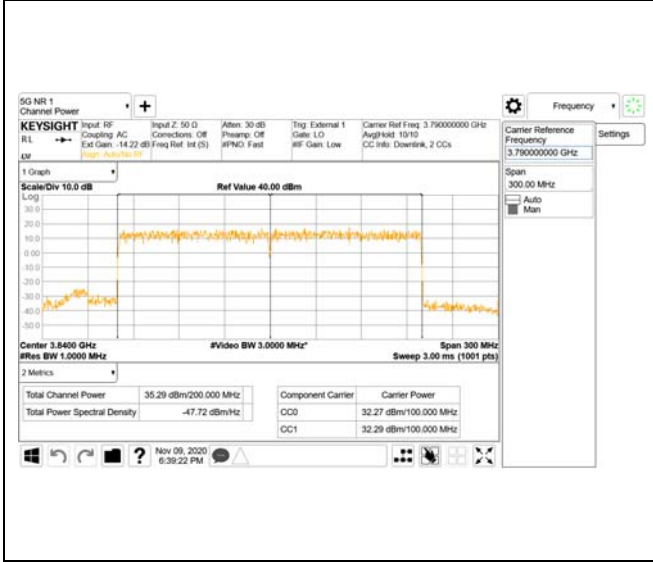 5G NR 1
Channel Power
Frequency
KEYSIGHT
R L
Input: RF
Coupling: AC
Ext Gain: -14.22 dB
Align: Auto/No RF
Input Z: 50 Ω
Corrections: Off
Freq Ref: Int (S)
Atten: 30 dB
Preamp: Off
#PNO: Fast
Trig: External 1
Gate: LO
#IF Gain: Low
Carrier Ref Freq: 3.790000000 GHz
Avg|Hold: 10/10
CC Info: Downlink, 2 CCs
Carrier Reference
Frequency
3.790000000 GHz
Settings
Span
300.00 MHz
Auto
Man
1 Graph
Scale/Div 10.0 dB
Ref Value 40.00 dBm
Log
30.0
20.0
10.0
0.00
-10.0
-20.0
-30.0
-40.0
-50.0
Center 3.8400 GHz
#Video BW 3.0000 MHz*
Span 300 MHz
#Res BW 1.0000 MHz
Sweep 3.00 ms (1001 pts)
2 Metrics
Total Channel Power 35.29 dBm/200.000 MHz
Total Power Spectral Density -47.72 dBm/Hz
Component Carrier Carrier Power
CC0 32.27 dBm/100.000 MHz
CC1 32.29 dBm/100.000 MHz
?
Nov 09, 2020
6:39:22 PM